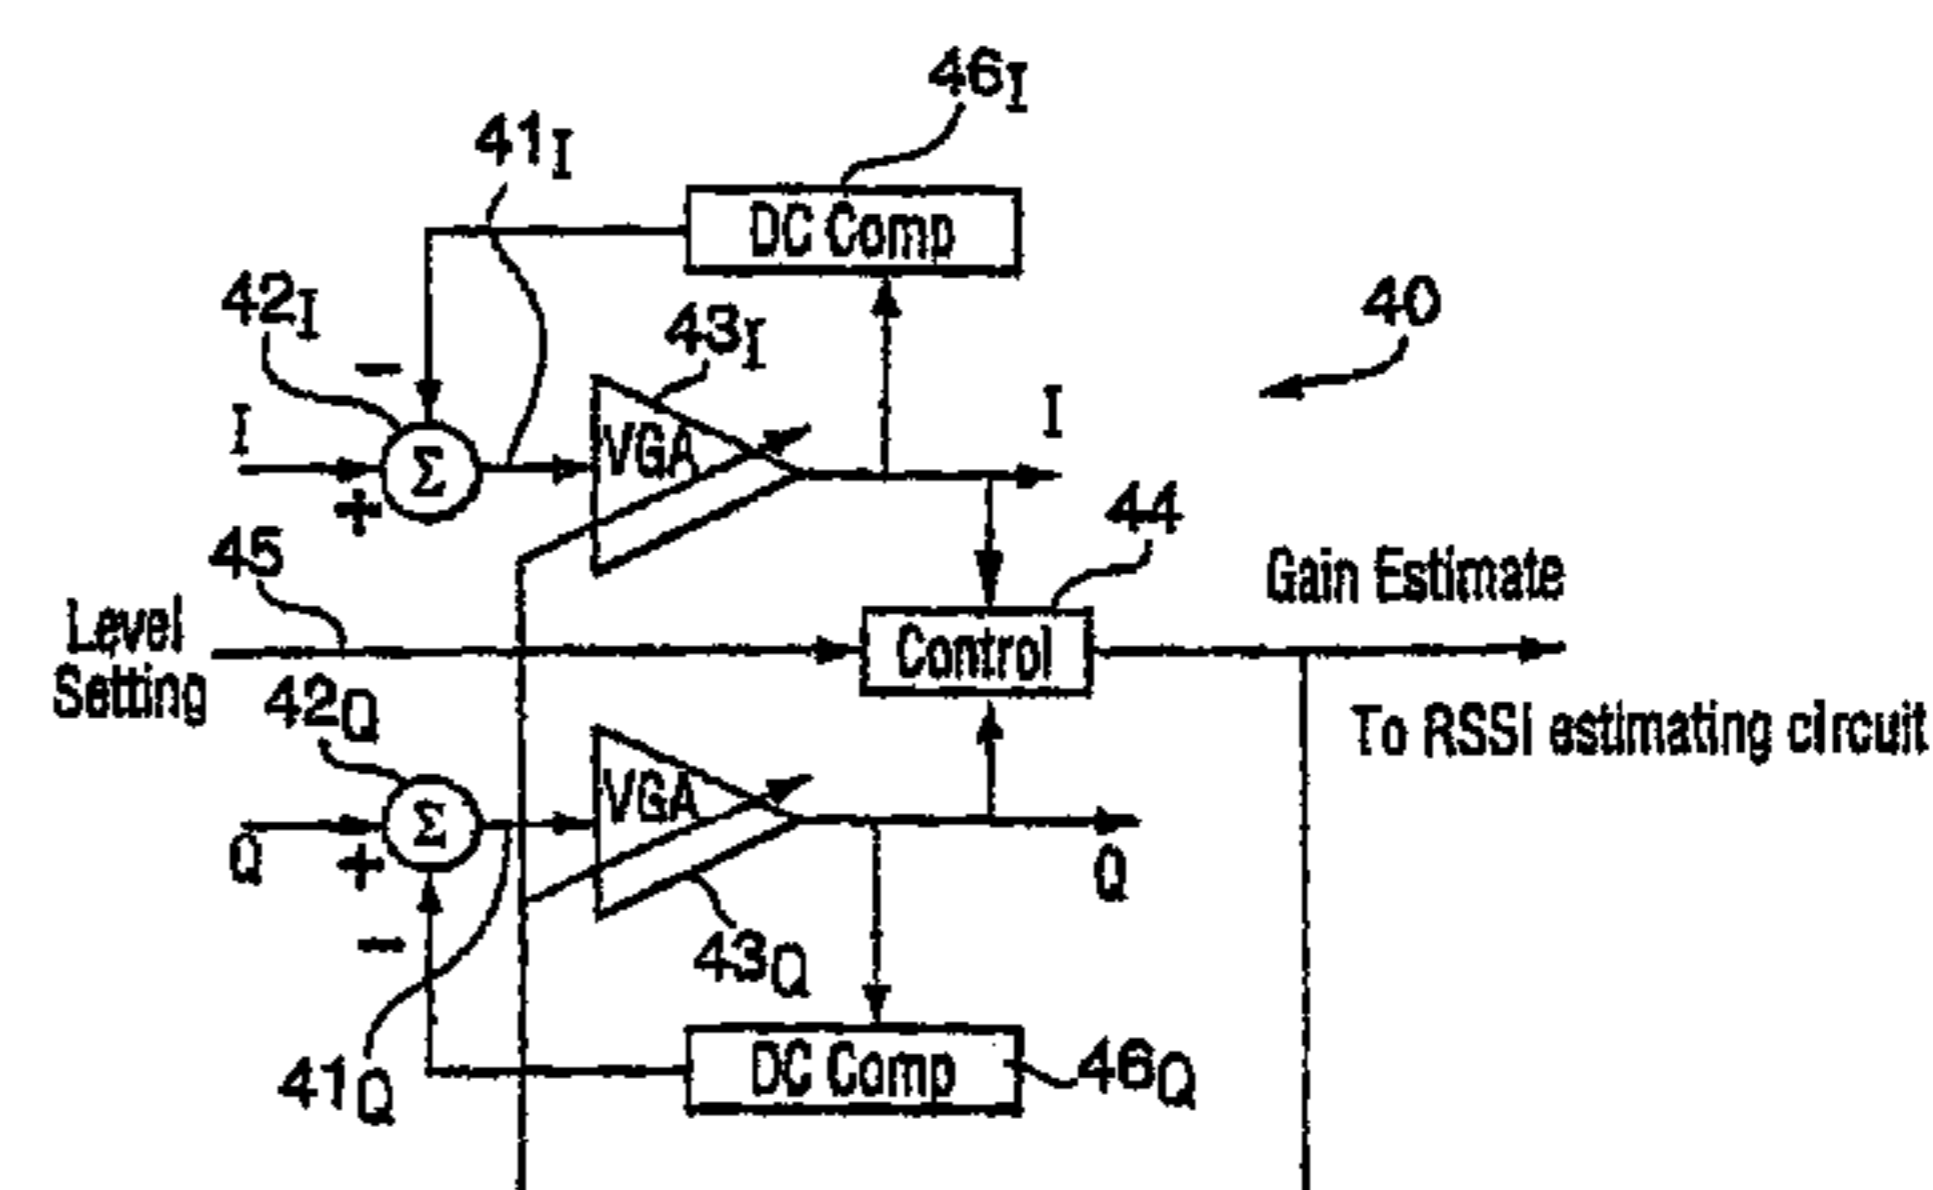 46I
41I
DC Comp
42I
43I
40
−
I
I
VGA
Σ
+
44
45
Gain Estimate
Level
Setting
Control
42Q
To RSSI estimating circuit
VGA
Σ
Q
+
Q
−
43Q
41Q
DC Comp
46Q